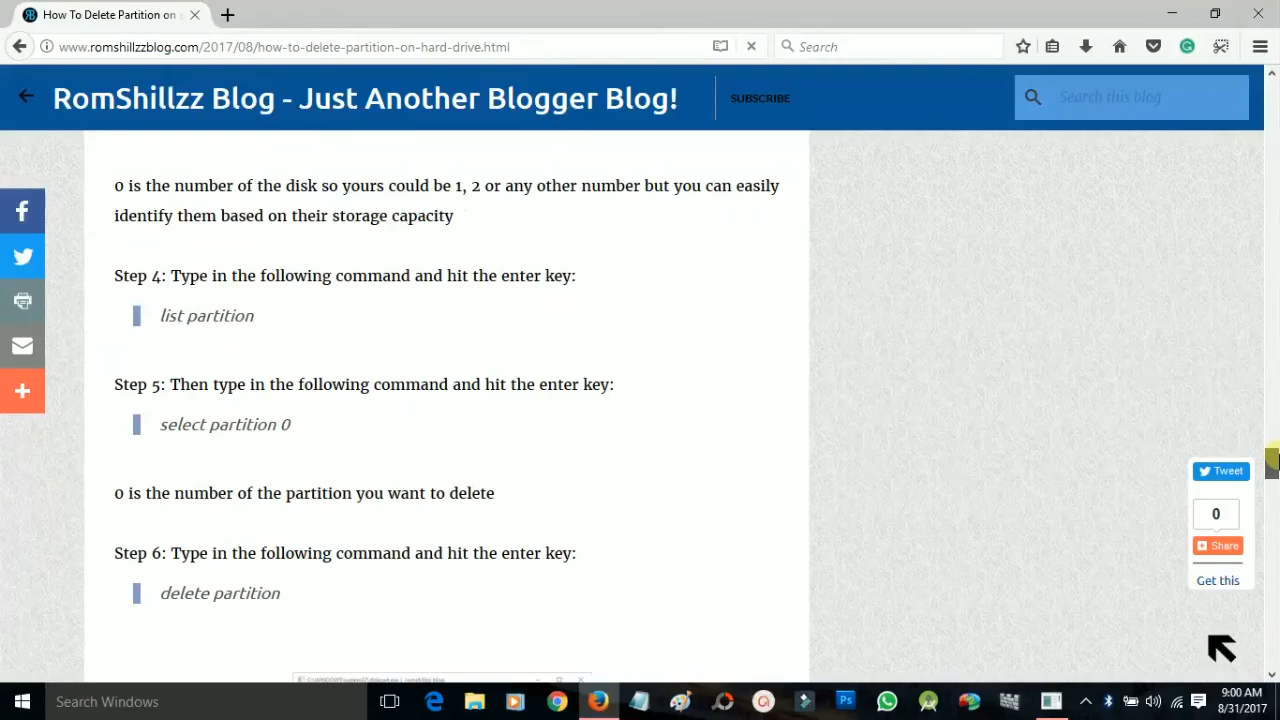 How To Delete Partition on
www.romshillzzblog.com/2017/08/how-to-delete-partition-on-hard-drive.html
Search
RomShillzz Blog - Just Another Blogger Blog!
SUBSCRIBE
Search this blog
0 is the number of the disk so yours could be 1, 2 or any other number but you can easily
identify them based on their storage capacity
Step 4: Type in the following command and hit the enter key:
list partition
Step 5: Then type in the following command and hit the enter key:
select partition 0
0 is the number of the partition you want to delete
Step 6: Type in the following command and hit the enter key:
delete partition
Tweet
0
Share
Get this
Search Windows
Ps
9:00 AM
8/31/2017